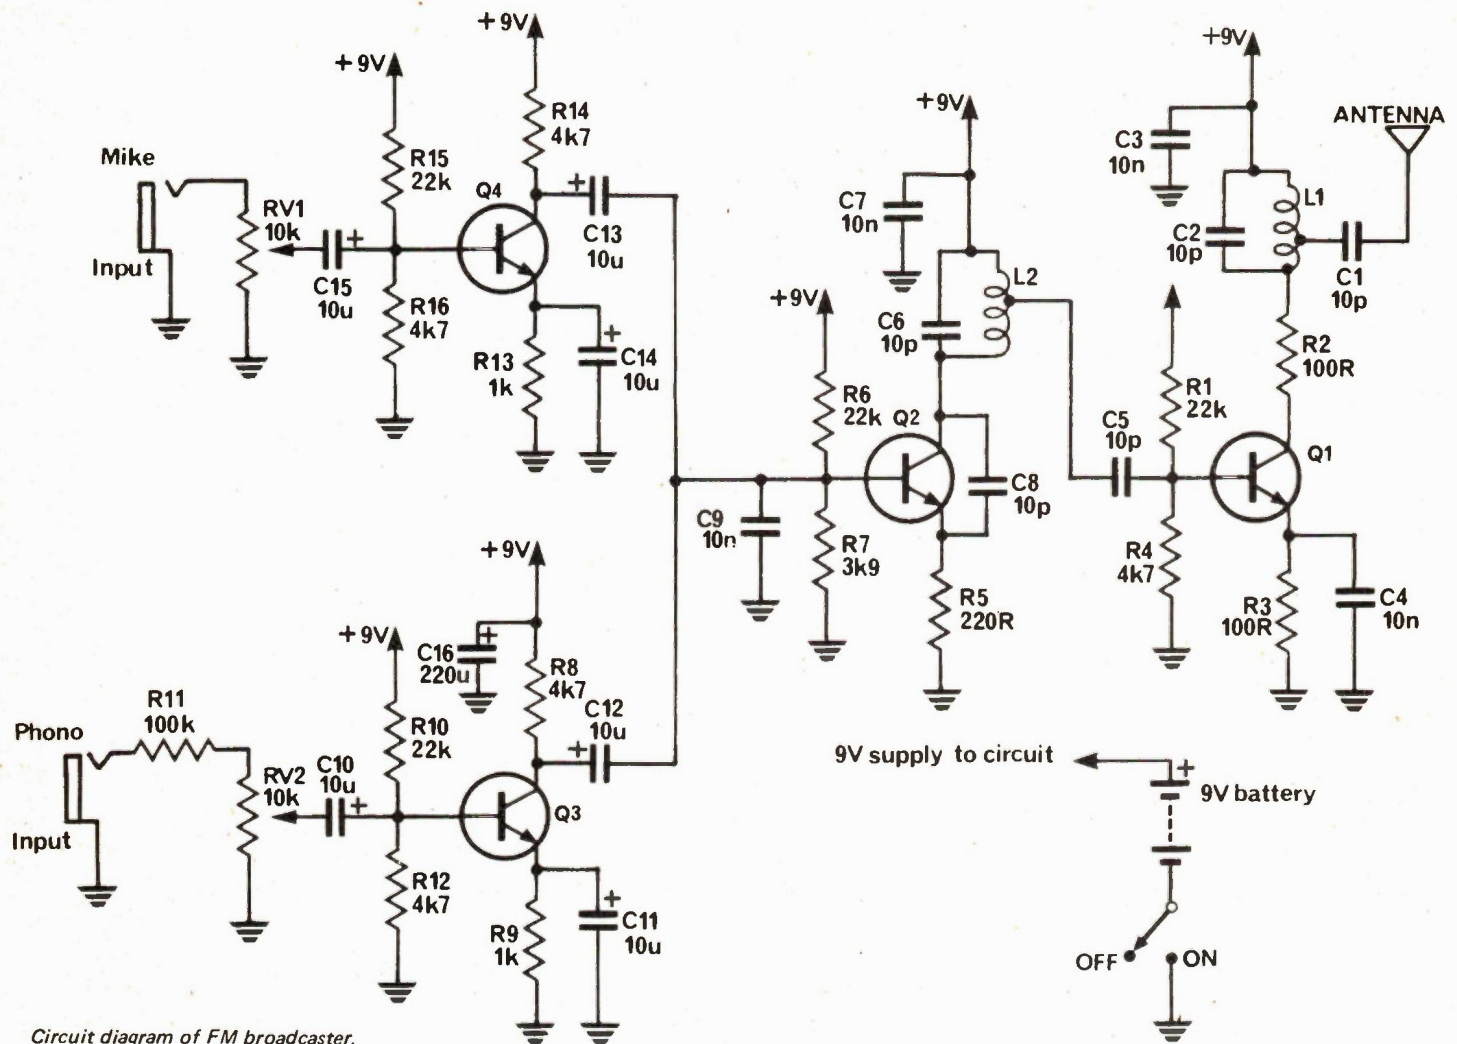 +9V
+9V
R14
4k7
R15
22k
Mike
Q4
RV1
10k
Input
C15
10u
+
+
C13
10u
R16
4k7
R13
1k
+
C14
10u
+9V
C7
10n
L2
C6
10p
+9V
R6
22k
Q2
C8
10p
C9
10n
R7
3k9
R5
220R
+9V
C3
10n
ANTENNA
L1
C2
10p
C1
10p
R2
100R
R1
22k
C5
10p
Q1
R4
4k7
R3
100R
C4
10n
+9V
C16
220u
+
+9V
R8
4k7
C12
10u
+
R11
100k
Phono
R10
22k
RV2
10k
C10
10u
+
Q3
Input
R12
4k7
R9
1k
+
C11
10u
9V supply to circuit
+
9V battery
OFF
ON
Circuit diagram of FM broadcaster.